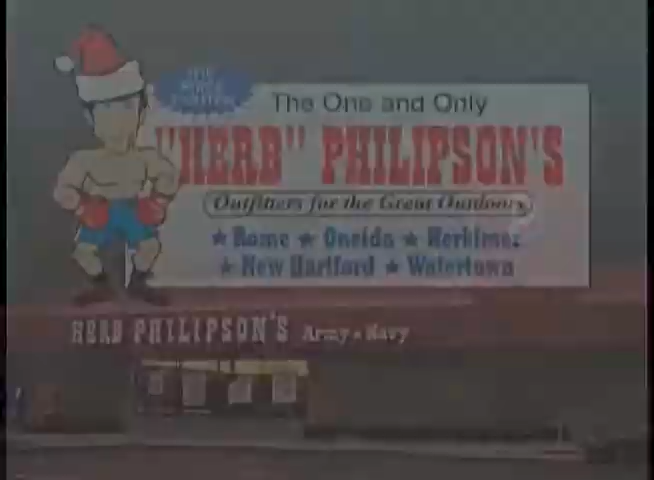 The One and Only
"HERB" PHILIPSON'S
Outfitters for the Great Outdoors
★ Rome ★ Oneida ★ Herkimer
★ New Hartford ★ Watertown
HERB PHILIPSON'S Army • Navy